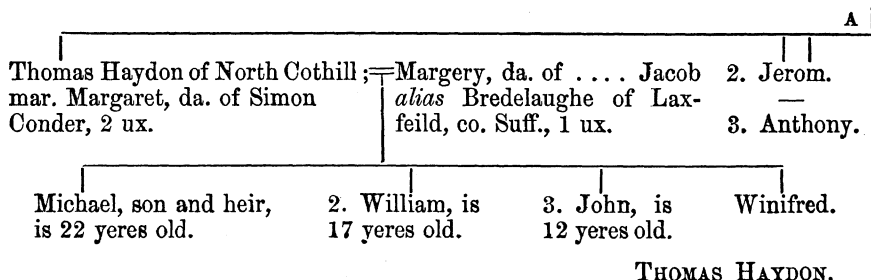 A
Thomas Haydon of North Cothill;
mar. Margaret, da. of Simon
Conder, 2 ux.
Margery, da. of .... Jacob
alias Bredelaughe of Lax-
feild, co. Suff., 1 ux.
2. Jerom.
—
3. Anthony.
Michael, son and heir,
is 22 yeres old.
2. William, is
17 yeres old.
3. John, is
12 yeres old.
Winifred.
THOMAS HAYDON.